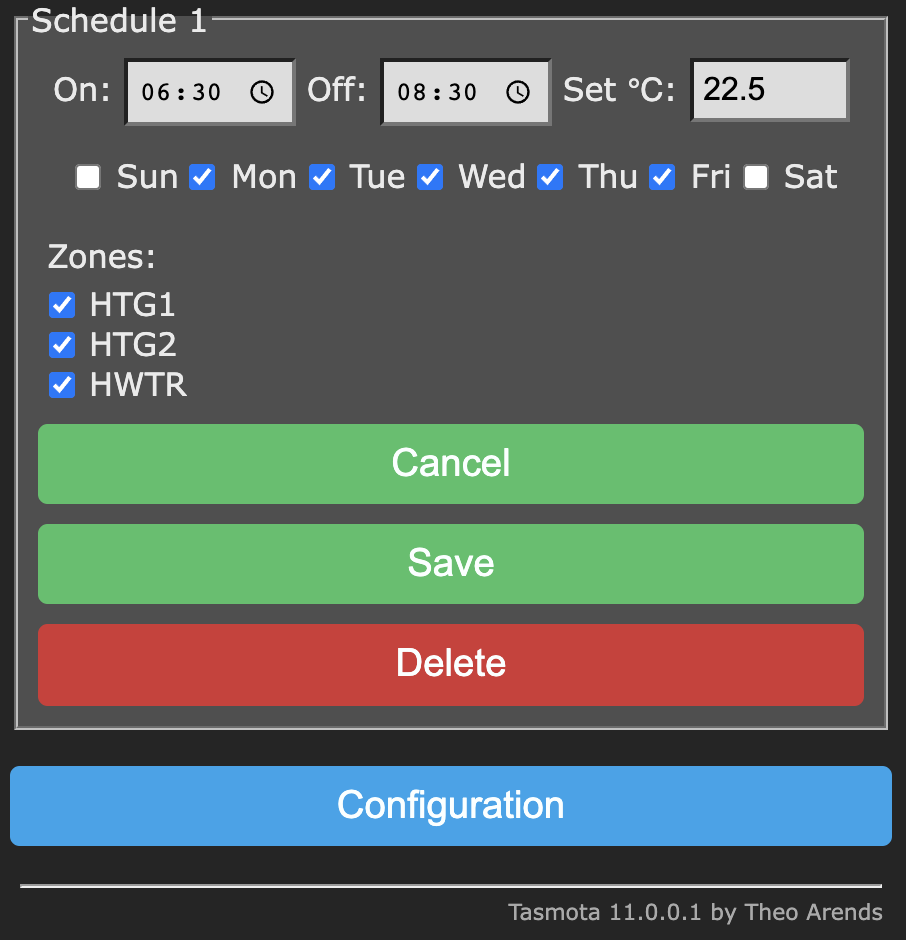 Schedule 1
On: 06:30 Off: 08:30 Set °C: 22.5
Sun Mon Tue Wed Thu Fri Sat
Zones:
HTG1
HTG2
HWTR
Cancel
Save
Delete
Configuration
Tasmota 11.0.0.1 by Theo Arends